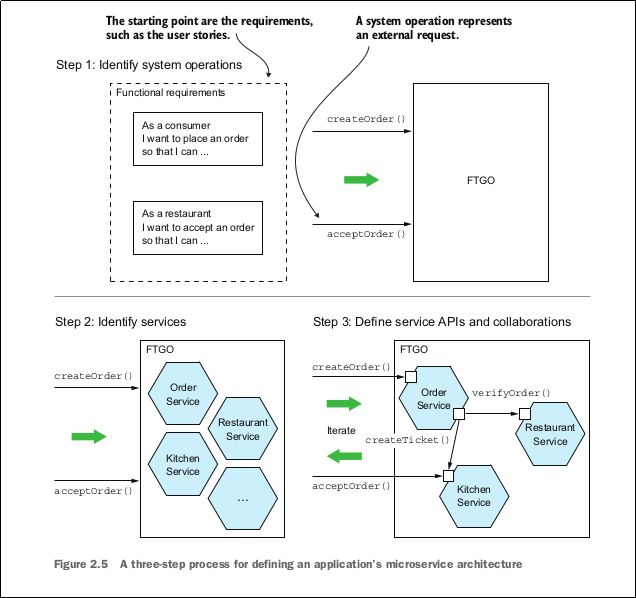 The starting point are the requirements,
such as the user stories.
A system operation represents
an external request.
Step 1: Identify system operations
Functional requirements
As a consumer
I want to place an order
so that I can ...
As a restaurant
I want to accept an order
so that I can ...
createOrder()
acceptOrder()
FTGO
Step 2: Identify services
FTGO
createOrder()
acceptOrder()
Order
Service
Restaurant
Service
Kitchen
Service
...
Step 3: Define service APIs and collaborations
FTGO
createOrder()
Iterate
acceptOrder()
Order
Service
verifyOrder()
Restaurant
Service
createTicket()
Kitchen
Service
Figure 2.5 A three-step process for defining an application’s microservice architecture